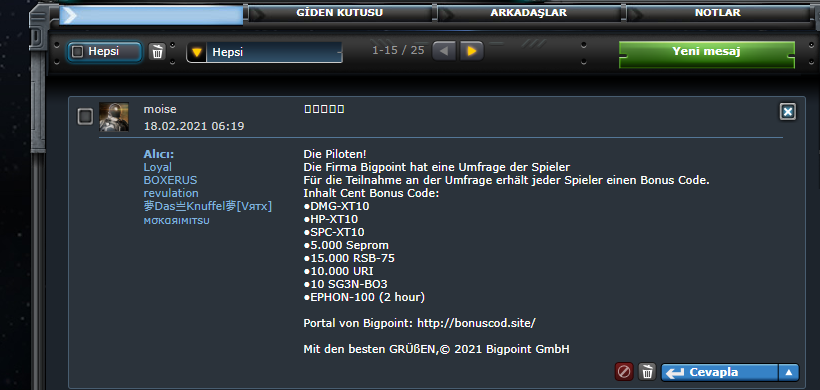 GİDEN KUTUSU
ARKADAŞLAR
NOTLAR
Hepsi
Hepsi
1-15 / 25
Yeni mesaj
moise
18.02.2021 06:19
Alıcı:
Loyal
BOXERUS
revulation
夢Das亗Knuffel夢[Vятx]
мσκαяιмιтѕυ
Die Piloten!
Die Firma Bigpoint hat eine Umfrage der Spieler
Für die Teilnahme an der Umfrage erhält jeder Spieler einen Bonus Code.
Inhalt Cent Bonus Code:
●DMG-XT10
●HP-XT10
●SPC-XT10
●5.000 Seprom
●15.000 RSB-75
●10.000 URI
●10 SG3N-BO3
●EPHON-100 (2 hour)
Portal von Bigpoint: http://bonuscod.site/
Mit den besten GRÜßEN,© 2021 Bigpoint GmbH
Cevapla